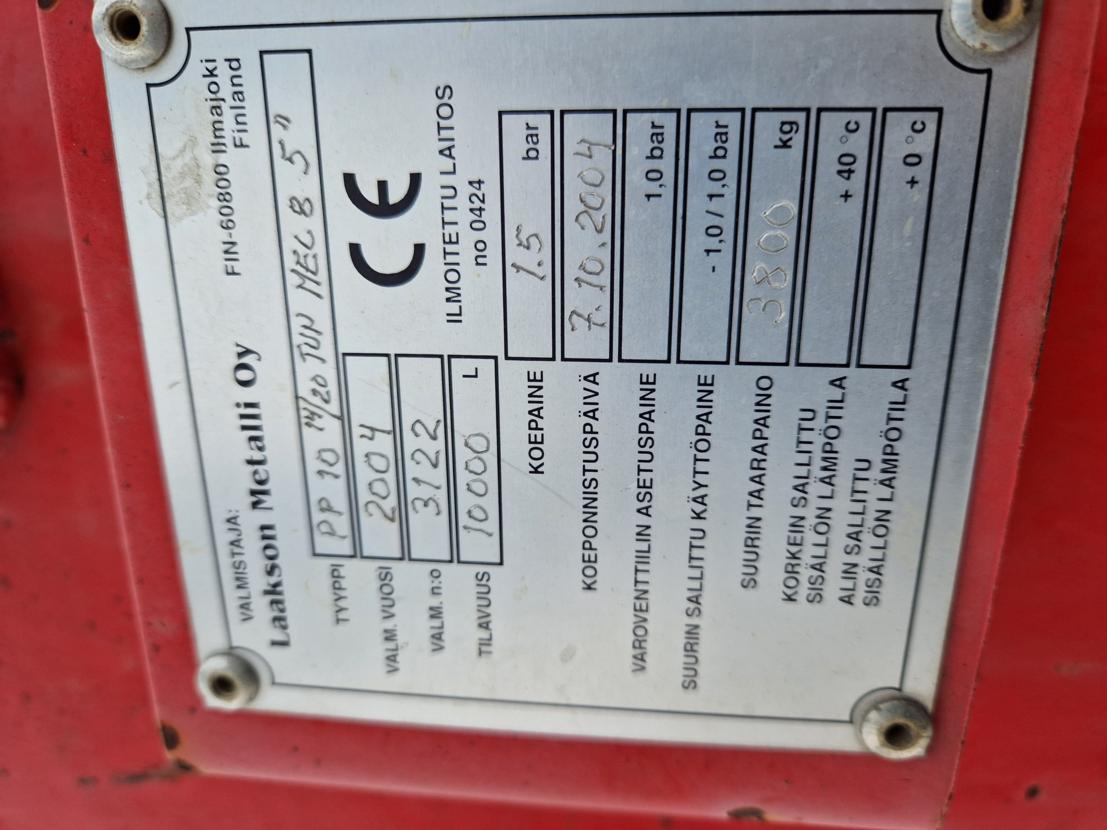 VALMISTAJA:
Laakson Metalli Oy FIN-60800 Ilmajoki
Finland
TYYPPI PP 10 14/20 TUN MEC 8 5"
VALM. VUOSI 2004
VALM. n:o 3122
TILAVUUS 10000 L
CE
ILMOITETTU LAITOS
no 0424
KOEPAINE 1.5 bar
KOEPONNISTUSPÄIVÄ 7.10.2004
VAROVENTTIILIN ASETUSPAINE 1,0 bar
SUURIN SALLITTU KÄYTTÖPAINE - 1,0 / 1,0 bar
SUURIN TAARAPAINO 3800 kg
KORKEIN SALLITTU
SISÄLLÖN LÄMPÖTILA + 40 °C
ALIN SALLITTU
SISÄLLÖN LÄMPÖTILA + 0 °C